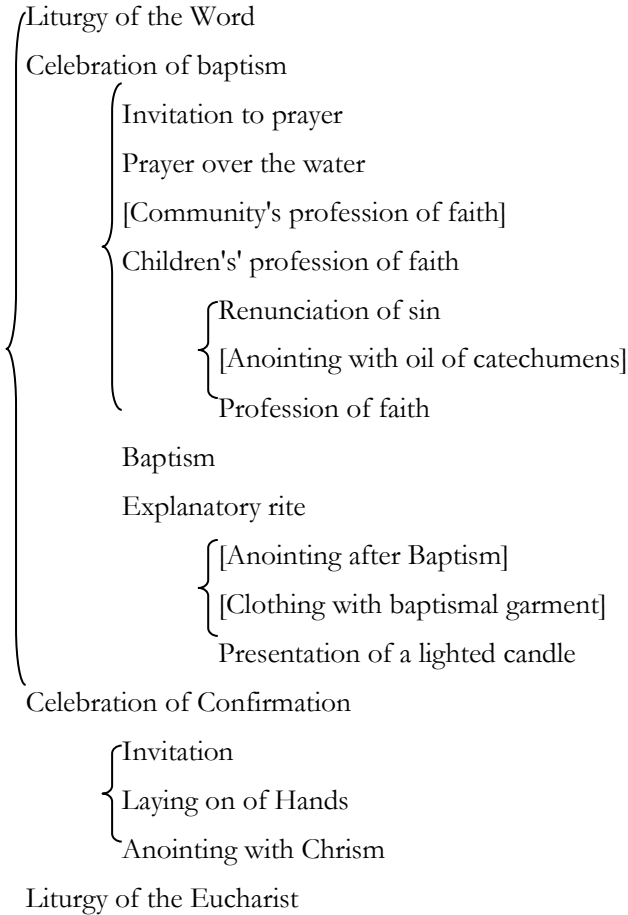 Liturgy of the Word
Celebration of baptism
Invitation to prayer
Prayer over the water
[Community's profession of faith]
Children's' profession of faith
Renunciation of sin
[Anointing with oil of catechumens]
Profession of faith
Baptism
Explanatory rite
[Anointing after Baptism]
[Clothing with baptismal garment]
Presentation of a lighted candle
Celebration of Confirmation
Invitation
Laying on of Hands
Anointing with Chrism
Liturgy of the Eucharist